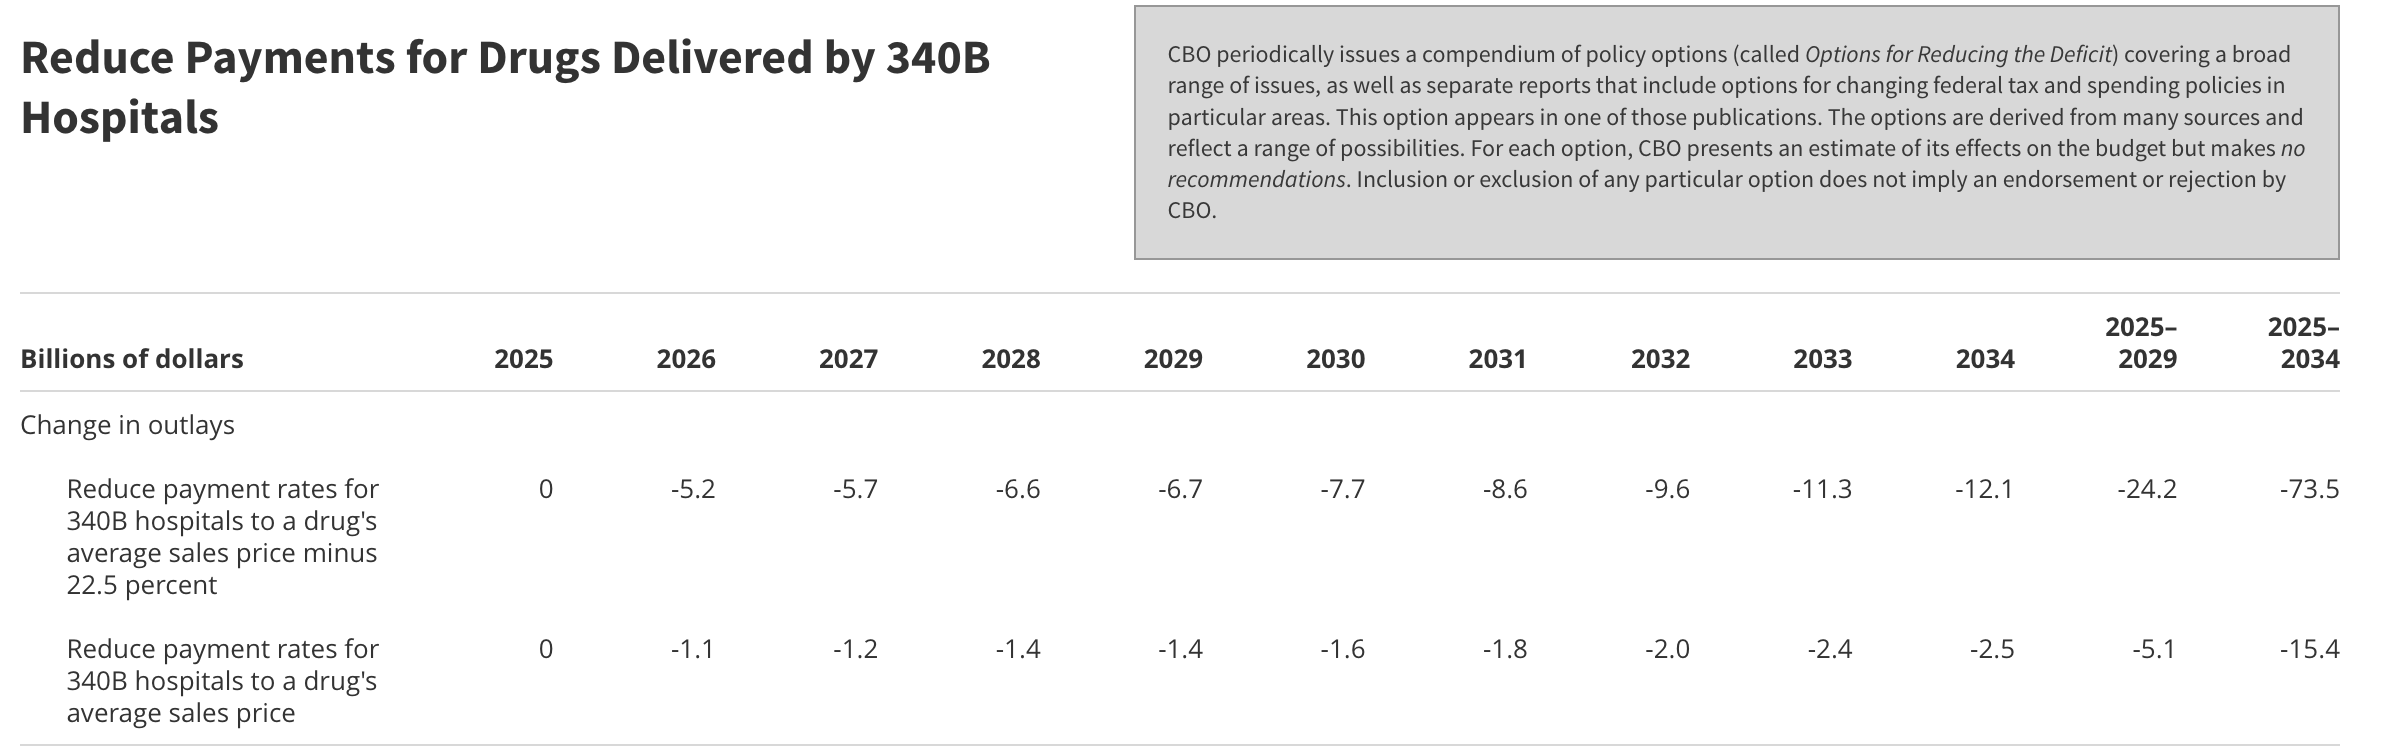 Reduce Payments for Drugs Delivered by 340B
Hospitals
CBO periodically issues a compendium of policy options (called Options for Reducing the Deficit) covering a broad
range of issues, as well as separate reports that include options for changing federal tax and spending policies in
particular areas. This option appears in one of those publications. The options are derived from many sources and
reflect a range of possibilities. For each option, CBO presents an estimate of its effects on the budget but makes no
recommendations. Inclusion or exclusion of any particular option does not imply an endorsement or rejection by
CBO.
2025– 2025–
Billions of dollars 2025 2026 2027 2028 2029 2030 2031 2032 2033 2034 2029 2034
Change in outlays
Reduce payment rates for 0 -5.2 -5.7 -6.6 -6.7 -7.7 -8.6 -9.6 -11.3 -12.1 -24.2 -73.5
340B hospitals to a drug's
average sales price minus
22.5 percent
Reduce payment rates for 0 -1.1 -1.2 -1.4 -1.4 -1.6 -1.8 -2.0 -2.4 -2.5 -5.1 -15.4
340B hospitals to a drug's
average sales price